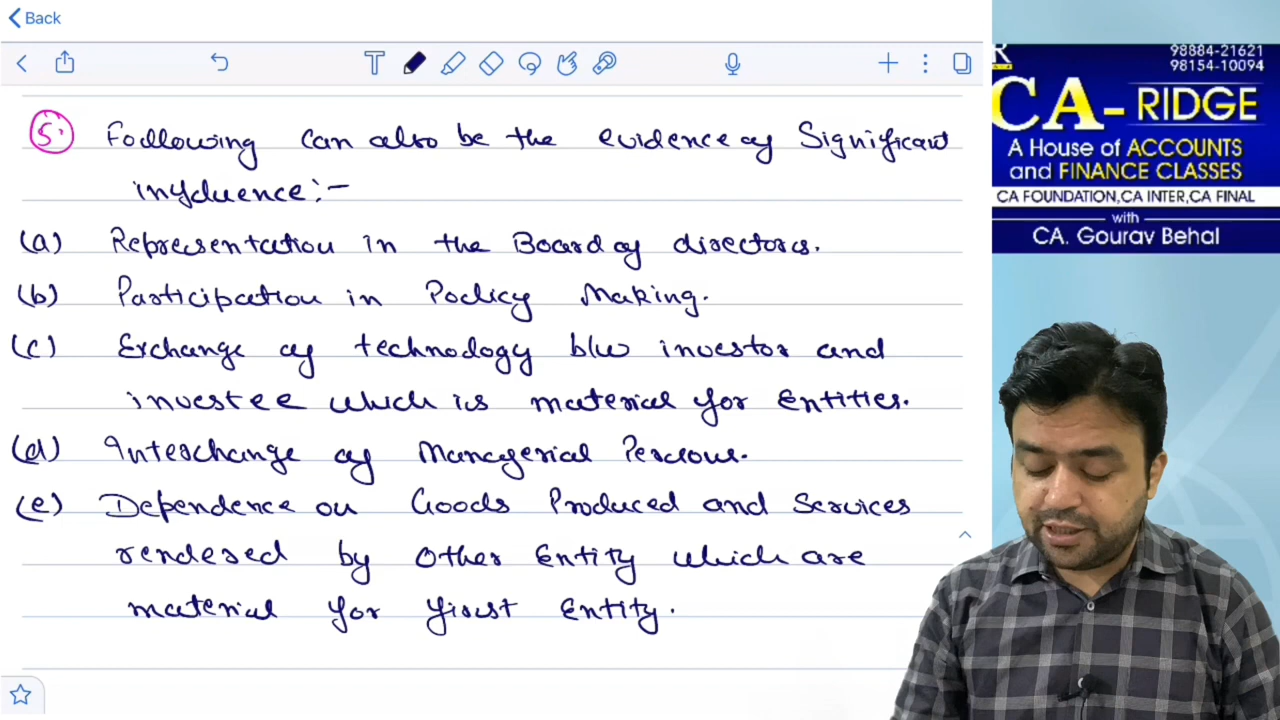 Back
T
5. Following can also be the evidence of Significant
influence:-
(a) Representation in the Board of directors.
(b) Participation in Policy Making.
(c) Exchange of technology b/w investor and
investee which is material for Entities.
(d) Interchange of Managerial Persons.
(e) Dependence on Goods Produced and Services
rendered by Other Entity which are
material for first Entity.
R
98884-21621
98154-10094
CA-RIDGE
A House of ACCOUNTS
and FINANCE CLASSES
CA FOUNDATION,CA INTER,CA FINAL
with
CA. Gourav Behal